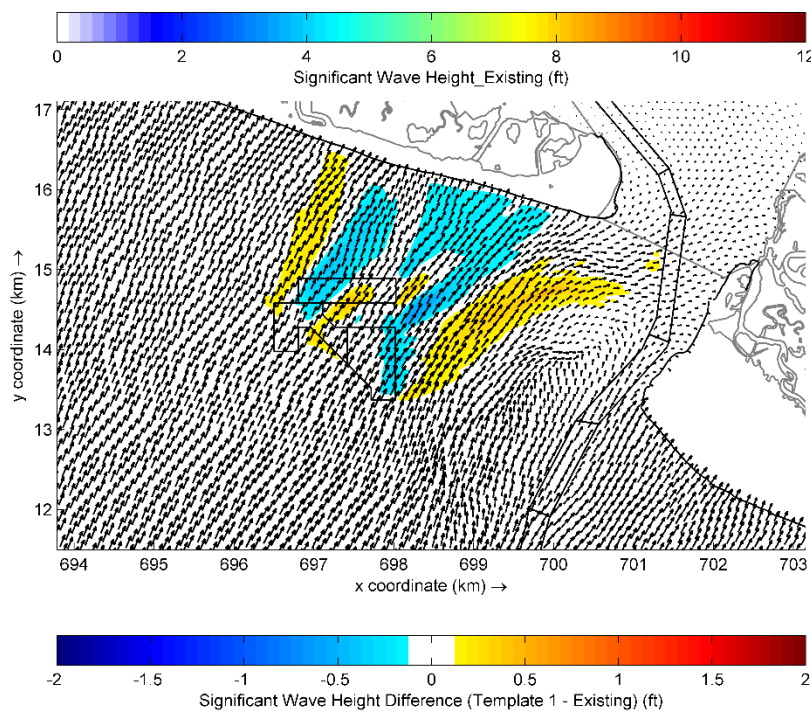 0 2 4 6 8 10 12
Significant Wave Height_Existing (ft)
17
16
15
14
13
12
y coordinate (km) →
694 695 696 697 698 699 700 701 702 703
x coordinate (km) →
-2 -1.5 -1 -0.5 0 0.5 1 1.5 2
Significant Wave Height Difference (Template 1 - Existing) (ft)